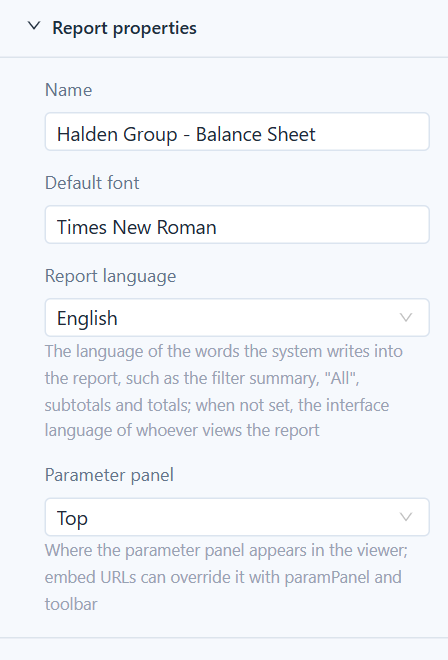 Report properties
Name
Halden Group - Balance Sheet
Default font
Times New Roman
Report language
English
The language of the words the system writes into
the report, such as the filter summary, "All",
subtotals and totals; when not set, the interface
language of whoever views the report
Parameter panel
Top
Where the parameter panel appears in the viewer;
embed URLs can override it with paramPanel and
toolbar